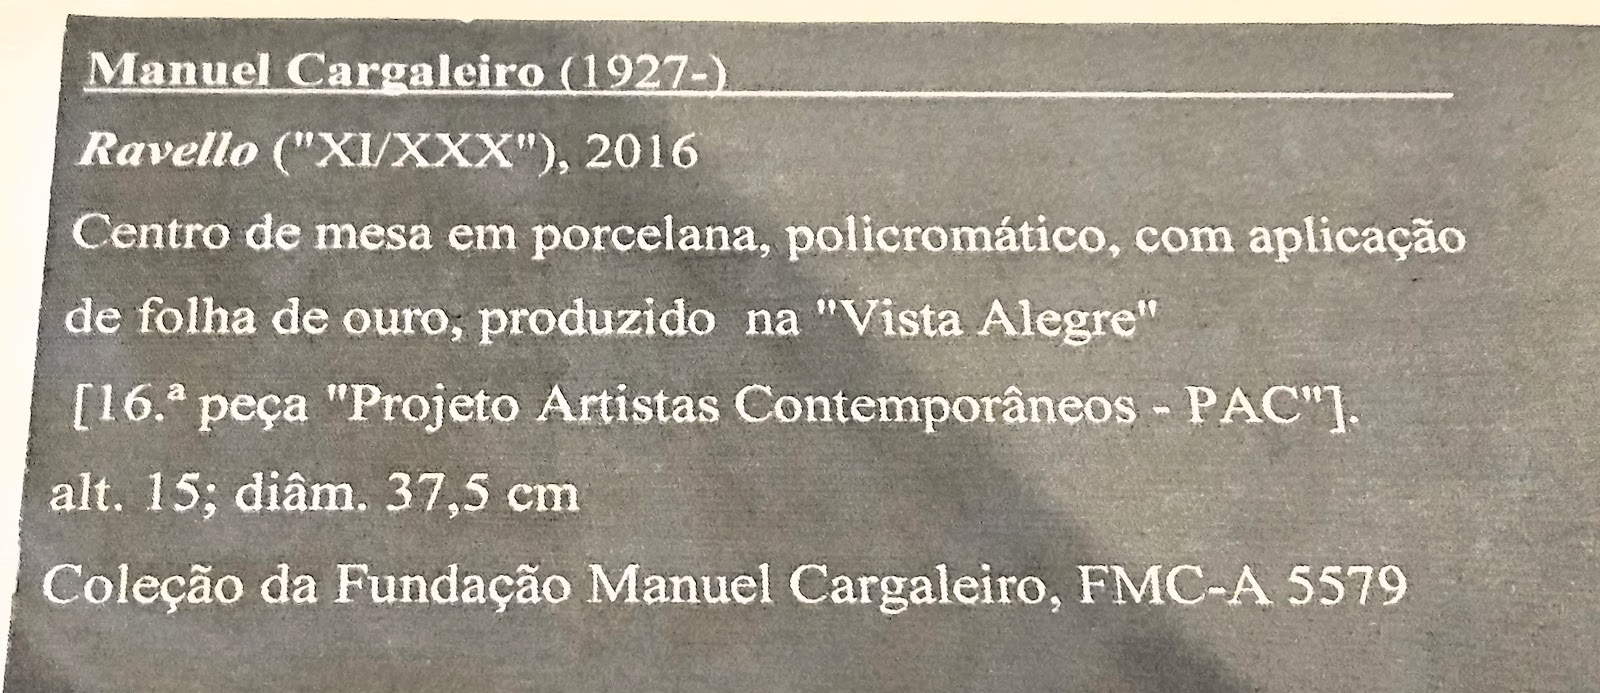 Manuel Cargaleiro (1927-)
Ravello ("XI/XXX"), 2016
Centro de mesa em porcelana, policromático, com aplicação
de folha de ouro, produzido na "Vista Alegre"
[16.ª peça "Projeto Artistas Contemporâneos - PAC"].
alt. 15; diâm. 37,5 cm
Coleção da Fundação Manuel Cargaleiro, FMC-A 5579